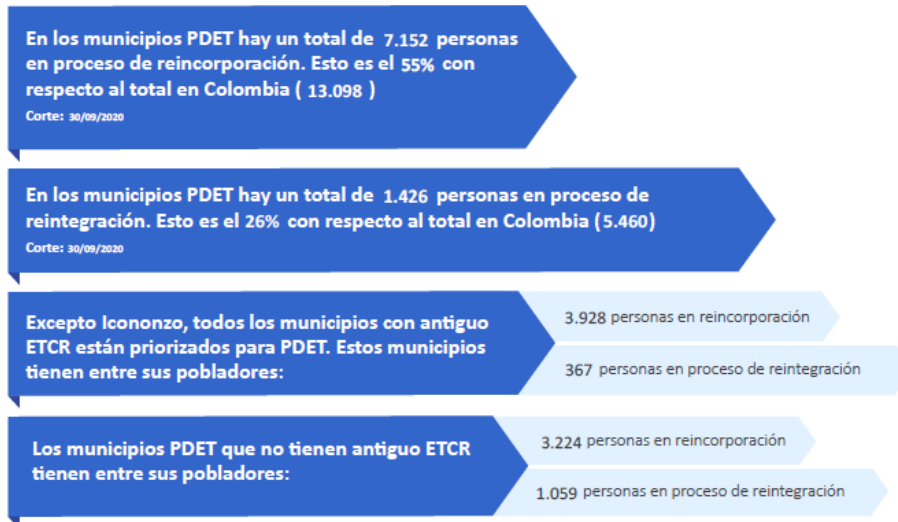 En los municipios PDET hay un total de 7.152 personas
en proceso de reincorporación. Esto es el 55% con
respecto al total en Colombia ( 13.098 )
Corte: 30/09/2020
En los municipios PDET hay un total de 1.426 personas en proceso de
reintegración. Esto es el 26% con respecto al total en Colombia (5.460)
Corte: 30/09/2020
Excepto Icononzo, todos los municipios con antiguo
ETCR están priorizados para PDET. Estos municipios
tienen entre sus pobladores:
3.928 personas en reincorporación
367 personas en proceso de reintegración
Los municipios PDET que no tienen antiguo ETCR
tienen entre sus pobladores:
3.224 personas en reincorporación
1.059 personas en proceso de reintegración